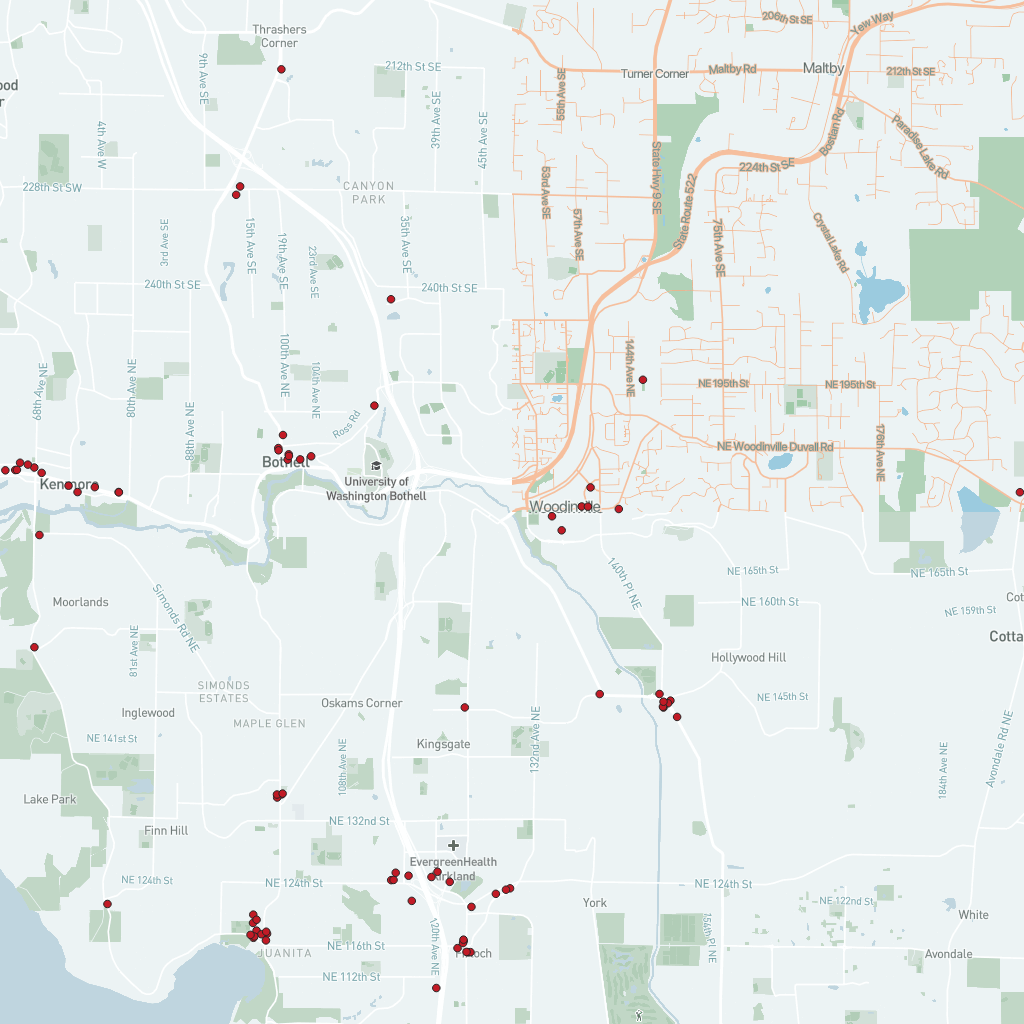 Thrashers
Corner
206th St SE
Yew Way
9th Ave SE
212th St SE
Turner Corner
Maltby Rd
Maltby
212th St SE
55th Ave SE
39th Ave SE
45th Ave SE
4th Ave W
Bostian Rd
Paradise Lake Rd
State Hwy 9 SE
224th St SE
228th St SW
CANYON
PARK
53rd Ave SE
57th Ave SE
State Route 522
75th Ave SE
Crystal Lake Rd
3rd Ave SE
15th Ave SE
19th Ave SE
23rd Ave SE
35th Ave SE
240th St SE
240th St SE
68th Ave NE
80th Ave NE
88th Ave NE
100th Ave NE
104th Ave NE
144th Ave NE
NE 195th St
NE 195th St
Ross Rd
176th Ave NE
NE Woodinville Duvall Rd
Bothell
Kenmore
University of
Washington Bothell
Woodinville
NE 165th St
NE 165th St
140th Pl NE
Moorlands
Simonds Rd NE
NE 160th St
NE 159th St
81st Ave NE
Hollywood Hill
SIMONDS
ESTATES
NE 145th St
Inglewood
Oskams Corner
MAPLE GLEN
NE 141st St
Kingsgate
132nd Ave NE
108th Ave NE
184th Ave NE
Avondale Rd NE
Lake Park
Finn Hill
NE 132nd St
EvergreenHealth
Kirkland
NE 124th St
NE 124th St
NE 124th St
York
NE 122nd St
White
120th Ave NE
154th Pl NE
JUANITA
NE 116th St
Avondale
NE 112th St